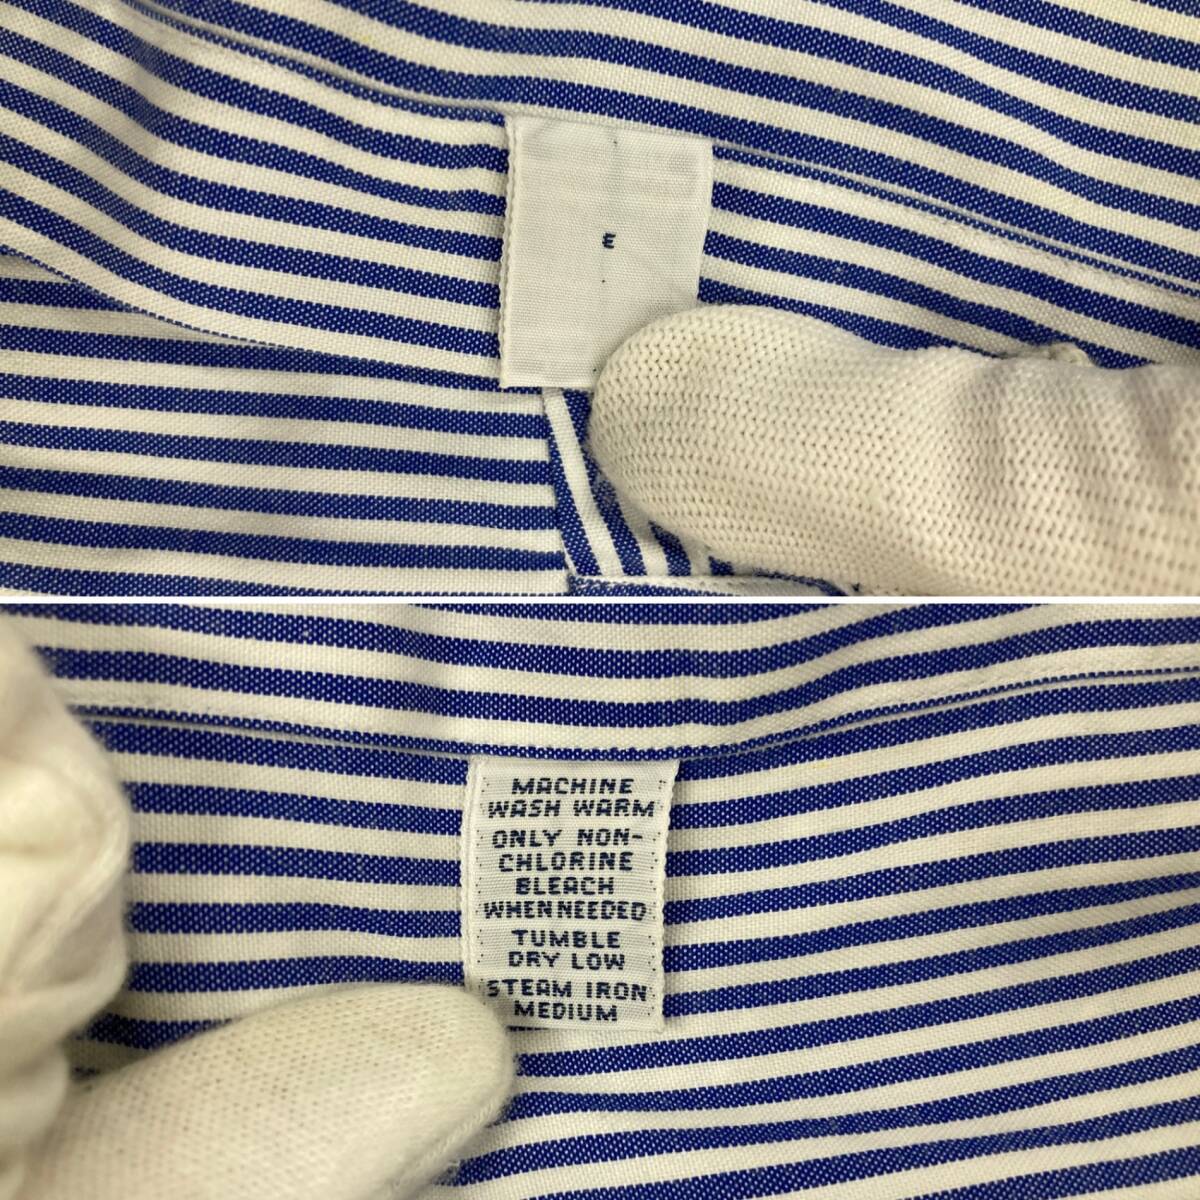 E
MACHINE
WASH WARM
ONLY NON-
CHLORINE
BLEACH
WHEN NEEDED
TUMBLE
DRY LOW
STEAM IRON
MEDIUM